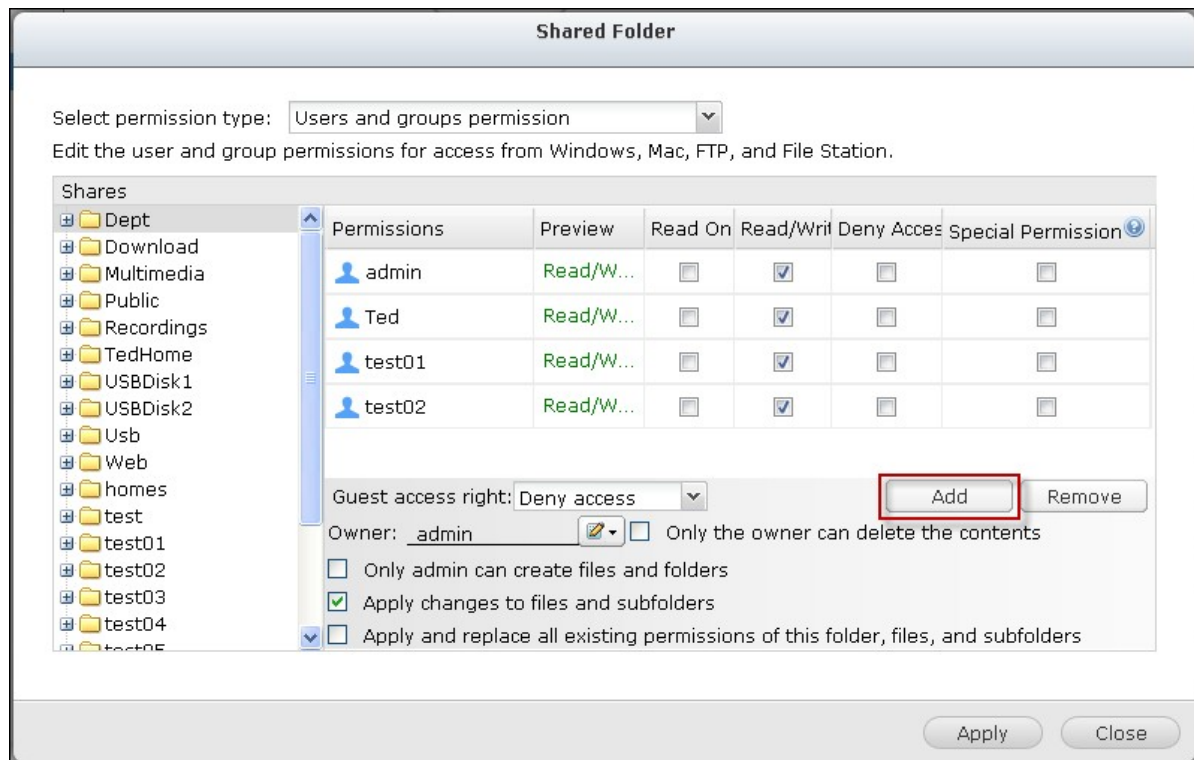 Shared Folder
Select permission type: Users and groups permission
Edit the user and group permissions for access from Windows, Mac, FTP, and File Station.
Shares
Dept
Download
Multimedia
Public
Recordings
TedHome
USBDisk1
USBDisk2
Usb
Web
homes
test
test01
test02
test03
test04
test05
Permissions Preview Read On Read/Writ Deny Acces Special Permission
admin Read/W...
Ted Read/W...
test01 Read/W...
test02 Read/W...
Guest access right: Deny access Add Remove
Owner: admin Only the owner can delete the contents
Only admin can create files and folders
Apply changes to files and subfolders
Apply and replace all existing permissions of this folder, files, and subfolders
Apply Close